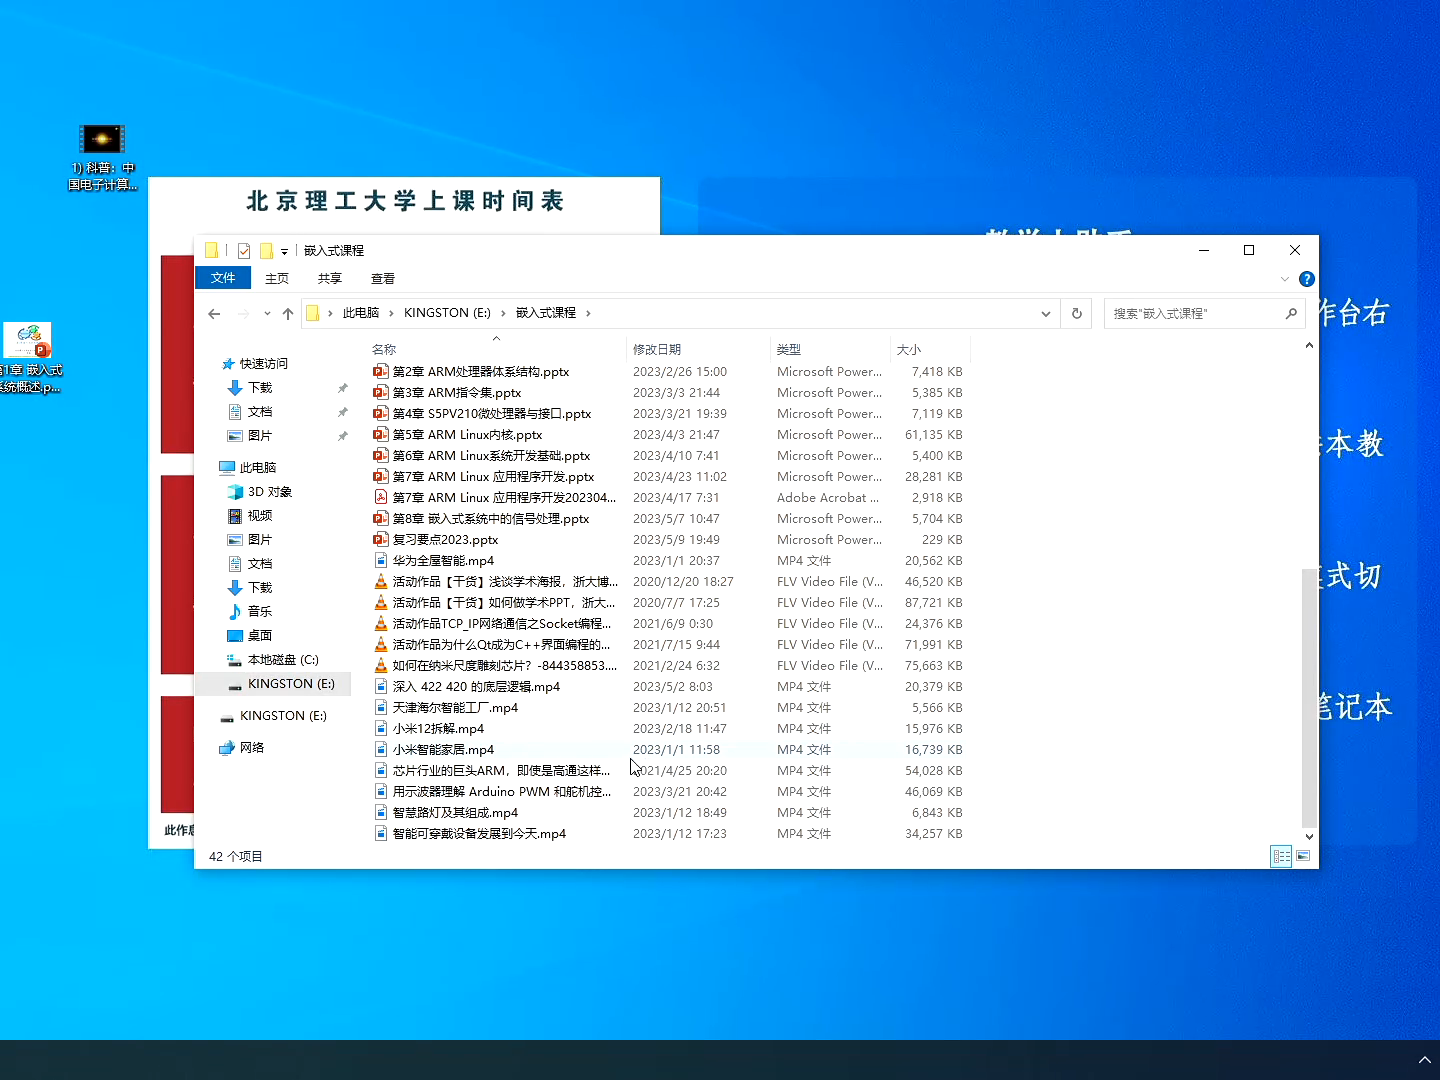 1) 科普：中
国电子计算...
北京理工大学上课时间表
嵌入式课程
文件 主页 共享 查看
此电脑 › KINGSTON (E:) › 嵌入式课程 ›
搜索"嵌入式课程"
名称 修改日期 类型 大小
快速访问
下载
文档
图片
此电脑
3D 对象
视频
图片
文档
下载
音乐
桌面
本地磁盘 (C:)
KINGSTON (E:)
KINGSTON (E:)
网络
第2章 ARM处理器体系结构.pptx 2023/2/26 15:00 Microsoft Power... 7,418 KB
第3章 ARM指令集.pptx 2023/3/3 21:44 Microsoft Power... 5,385 KB
第4章 S5PV210微处理器与接口.pptx 2023/3/21 19:39 Microsoft Power... 7,119 KB
第5章 ARM Linux内核.pptx 2023/4/3 21:47 Microsoft Power... 61,135 KB
第6章 ARM Linux系统开发基础.pptx 2023/4/10 7:41 Microsoft Power... 5,400 KB
第7章 ARM Linux 应用程序开发.pptx 2023/4/23 11:02 Microsoft Power... 28,281 KB
第7章 ARM Linux 应用程序开发202304... 2023/4/17 7:31 Adobe Acrobat ... 2,918 KB
第8章 嵌入式系统中的信号处理.pptx 2023/5/7 10:47 Microsoft Power... 5,704 KB
复习要点2023.pptx 2023/5/9 19:49 Microsoft Power... 229 KB
华为全屋智能.mp4 2023/1/1 20:37 MP4 文件 20,562 KB
活动作品【干货】浅谈学术海报，浙大博... 2020/12/20 18:27 FLV Video File (V... 46,520 KB
活动作品【干货】如何做学术PPT，浙大... 2020/7/7 17:25 FLV Video File (V... 87,721 KB
活动作品TCP_IP网络通信之Socket编程... 2021/6/9 0:30 FLV Video File (V... 24,376 KB
活动作品为什么Qt成为C++界面编程的... 2021/7/15 9:44 FLV Video File (V... 71,991 KB
如何在纳米尺度雕刻芯片？-844358853.... 2021/2/24 6:32 FLV Video File (V... 75,663 KB
深入 422 420 的底层逻辑.mp4 2023/5/2 8:03 MP4 文件 20,379 KB
天津海尔智能工厂.mp4 2023/1/12 20:51 MP4 文件 5,566 KB
小米12拆解.mp4 2023/2/18 11:47 MP4 文件 15,976 KB
小米智能家居.mp4 2023/1/1 11:58 MP4 文件 16,739 KB
芯片行业的巨头ARM，即使是高通这样... 2021/4/25 20:20 MP4 文件 54,028 KB
用示波器理解 Arduino PWM 和舵机控... 2023/3/21 20:42 MP4 文件 46,069 KB
智慧路灯及其组成.mp4 2023/1/12 18:49 MP4 文件 6,843 KB
智能可穿戴设备发展到今天.mp4 2023/1/12 17:23 MP4 文件 34,257 KB
42 个项目
第1章 嵌入式
系统概述.p...
作台右
本教
式切
笔记本
此作息